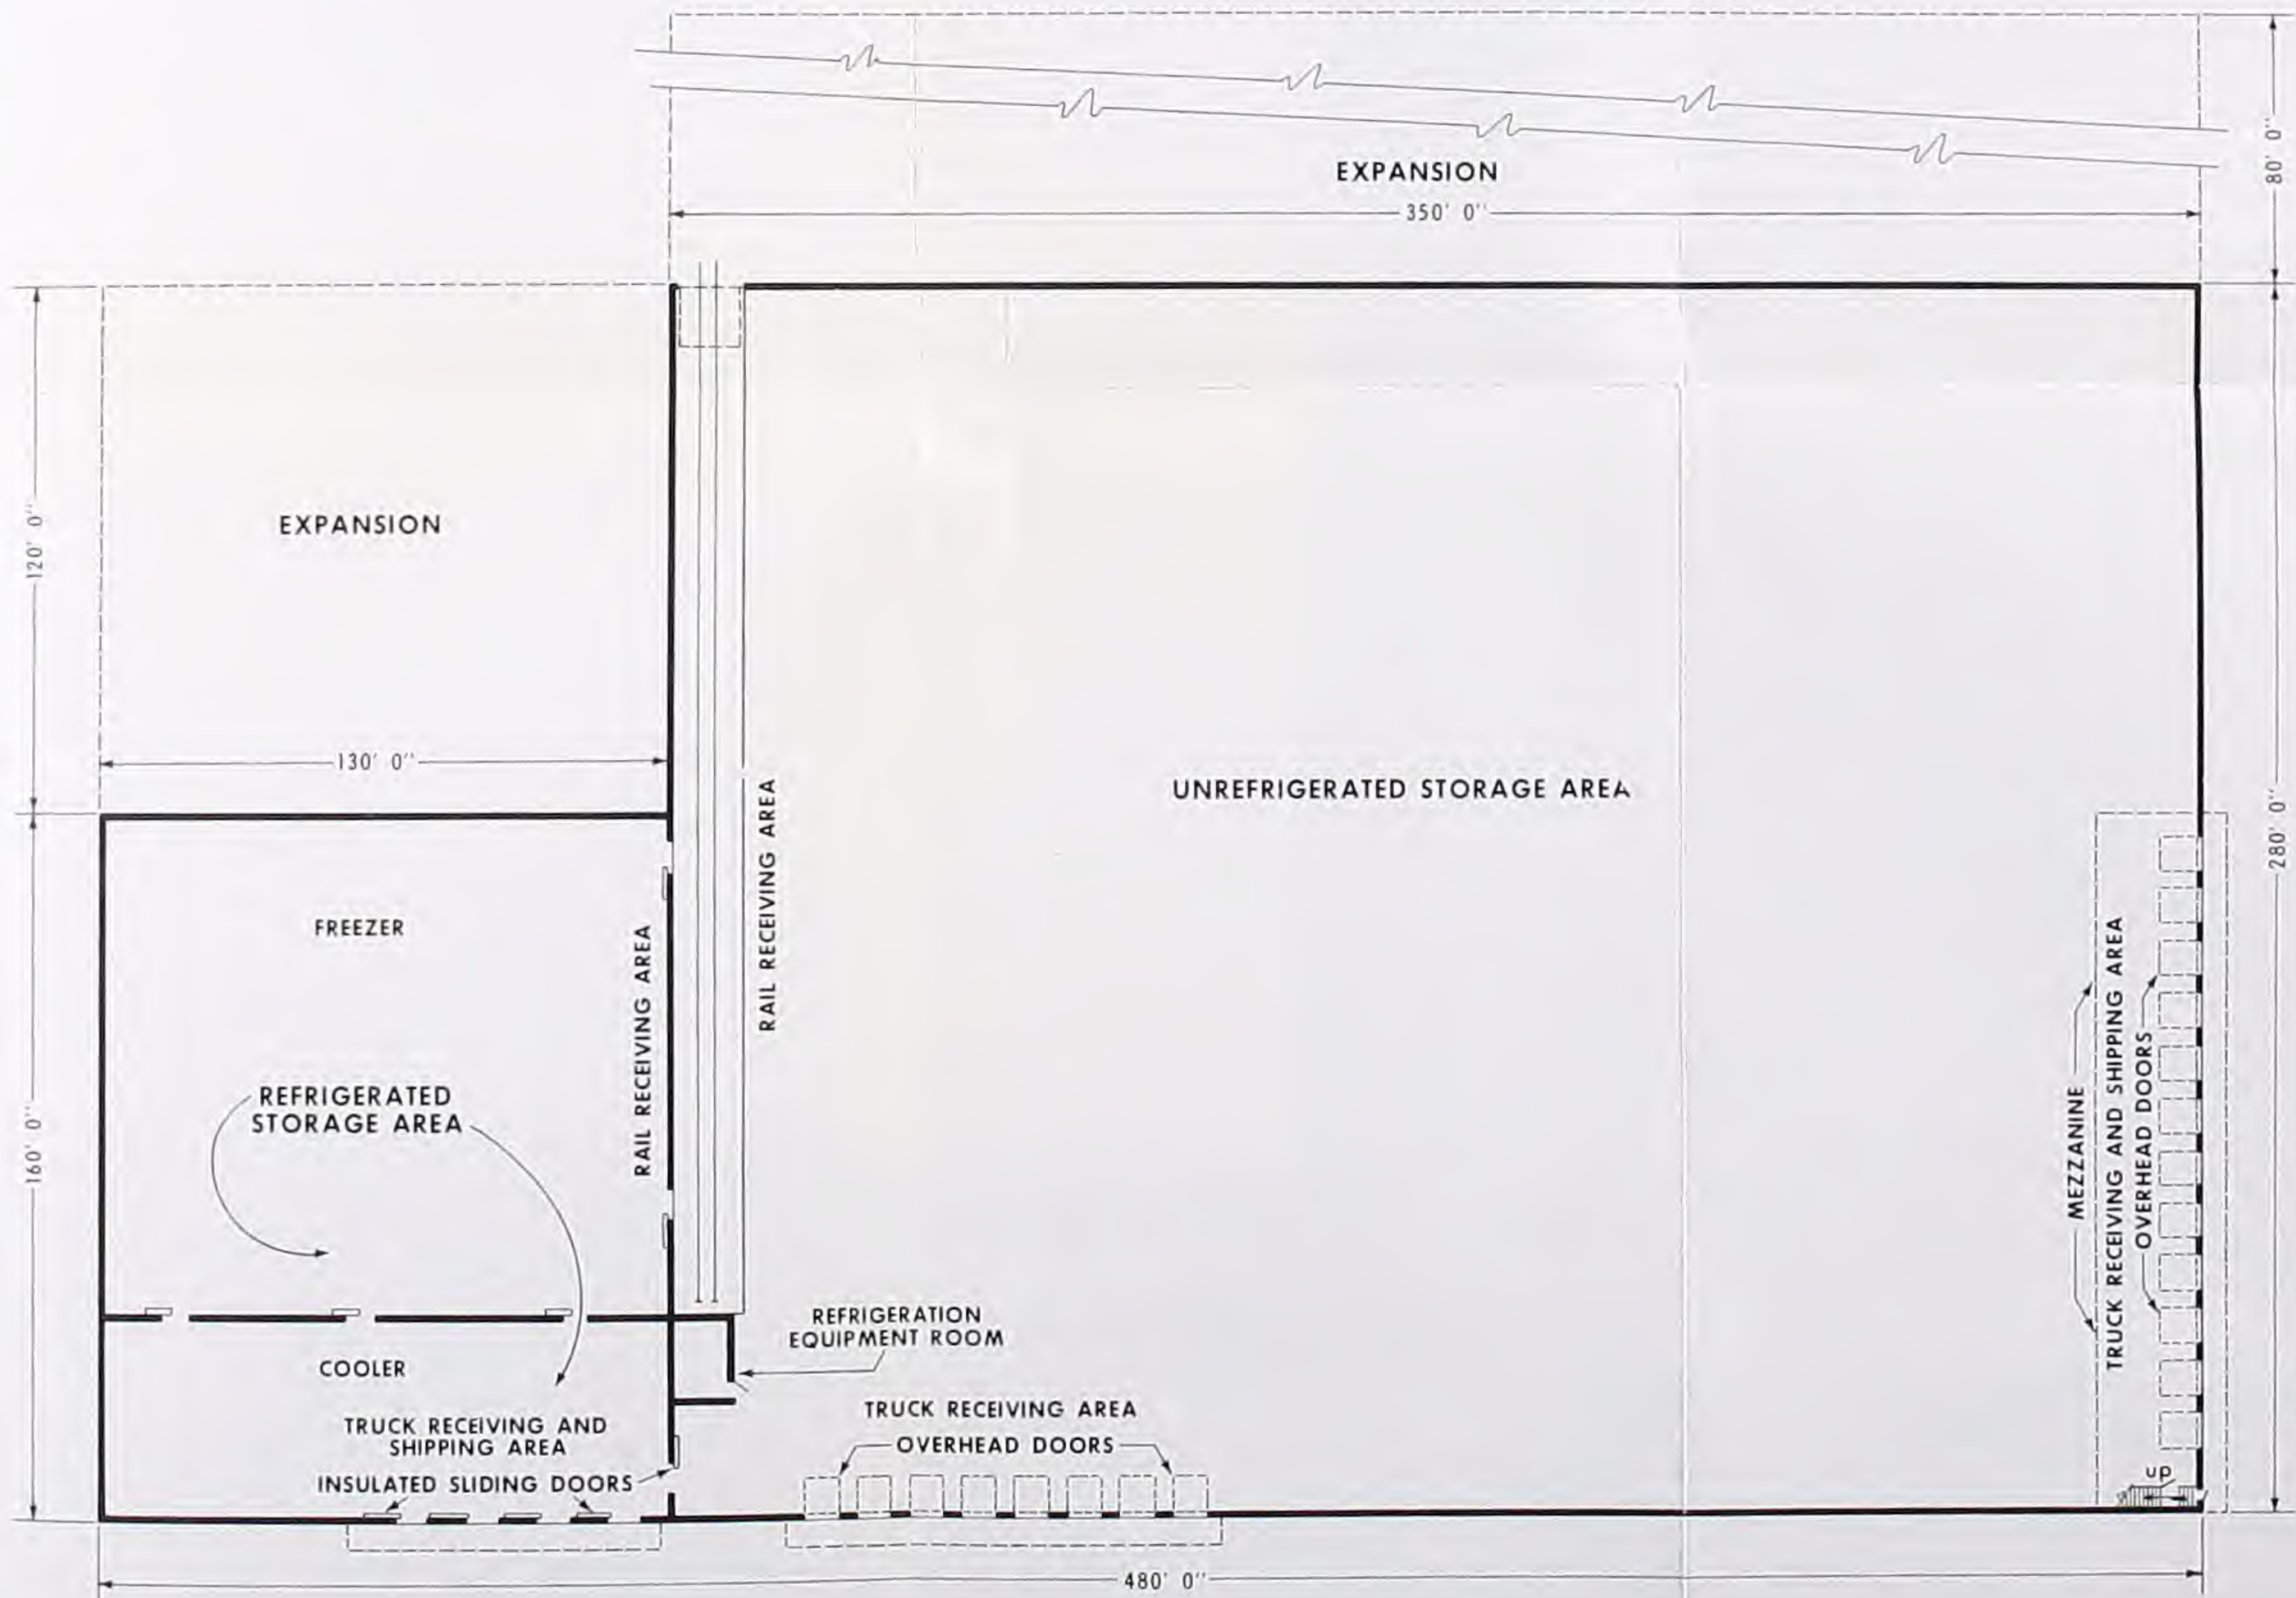 EXPANSION
350' 0''
80' 0''
EXPANSION
120' 0''
130' 0''
UNREFRIGERATED STORAGE AREA
RAIL RECEIVING AREA
280' 0''
FREEZER
RAIL RECEIVING AREA
REFRIGERATED
STORAGE AREA
160' 0''
MEZZANINE
TRUCK RECEIVING AND SHIPPING AREA
OVERHEAD DOORS
REFRIGERATION
EQUIPMENT ROOM
COOLER
TRUCK RECEIVING AND
SHIPPING AREA
INSULATED SLIDING DOORS
TRUCK RECEIVING AREA
OVERHEAD DOORS
up
480' 0''